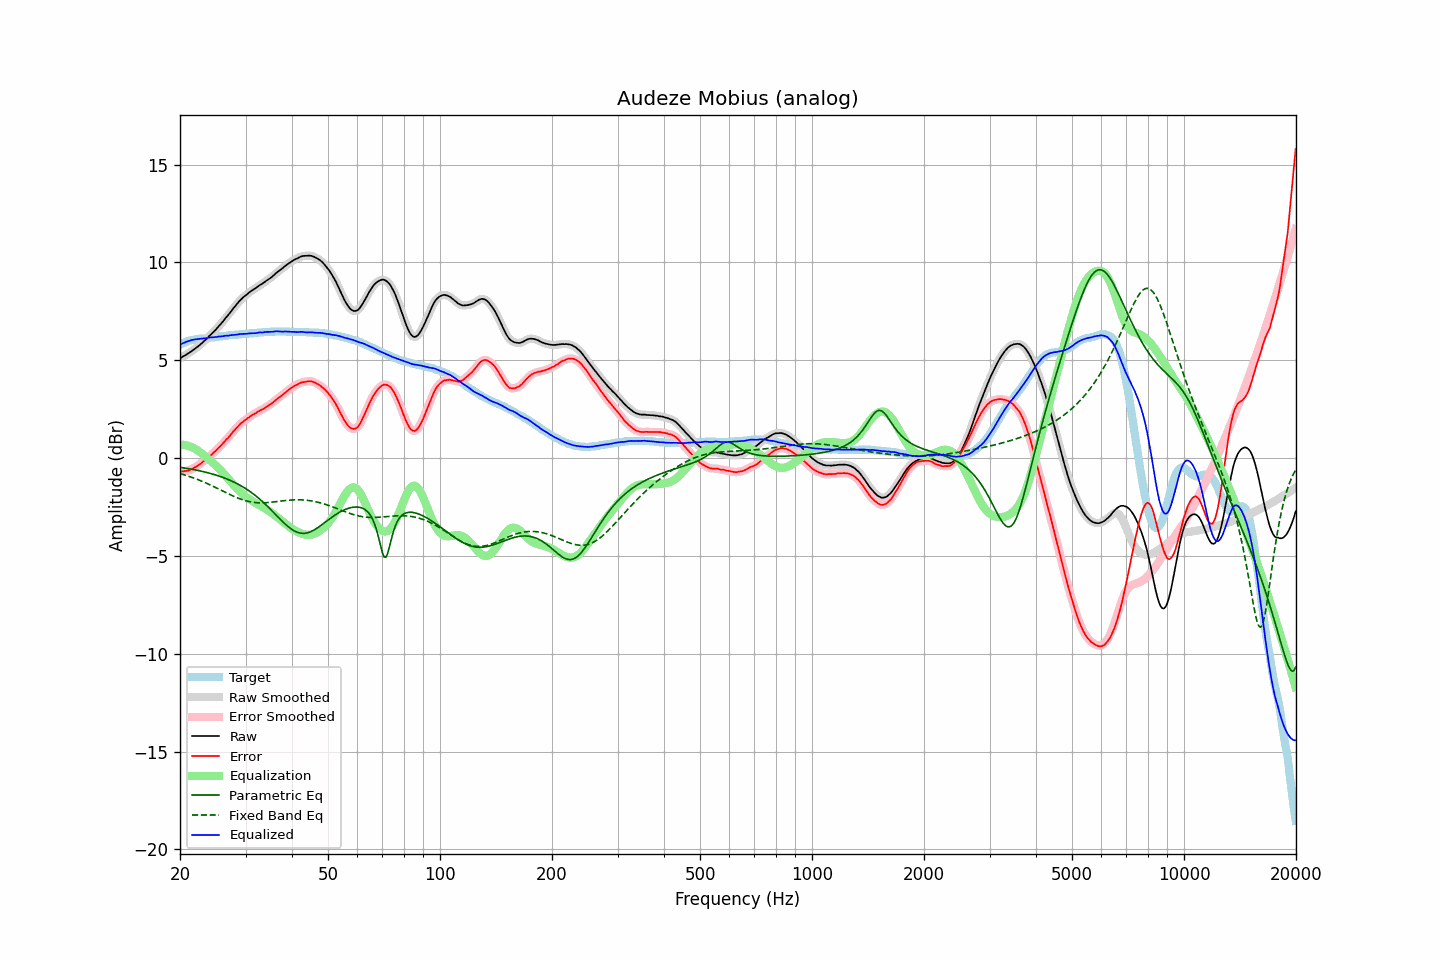 Audeze Mobius (analog)
15
10
5
0
−5
−10
−15
−20
Amplitude (dBr)
Target
Raw Smoothed
Error Smoothed
Raw
Error
Equalization
Parametric Eq
Fixed Band Eq
Equalized
20 50 100 200 500 1000 2000 5000 10000 20000
Frequency (Hz)